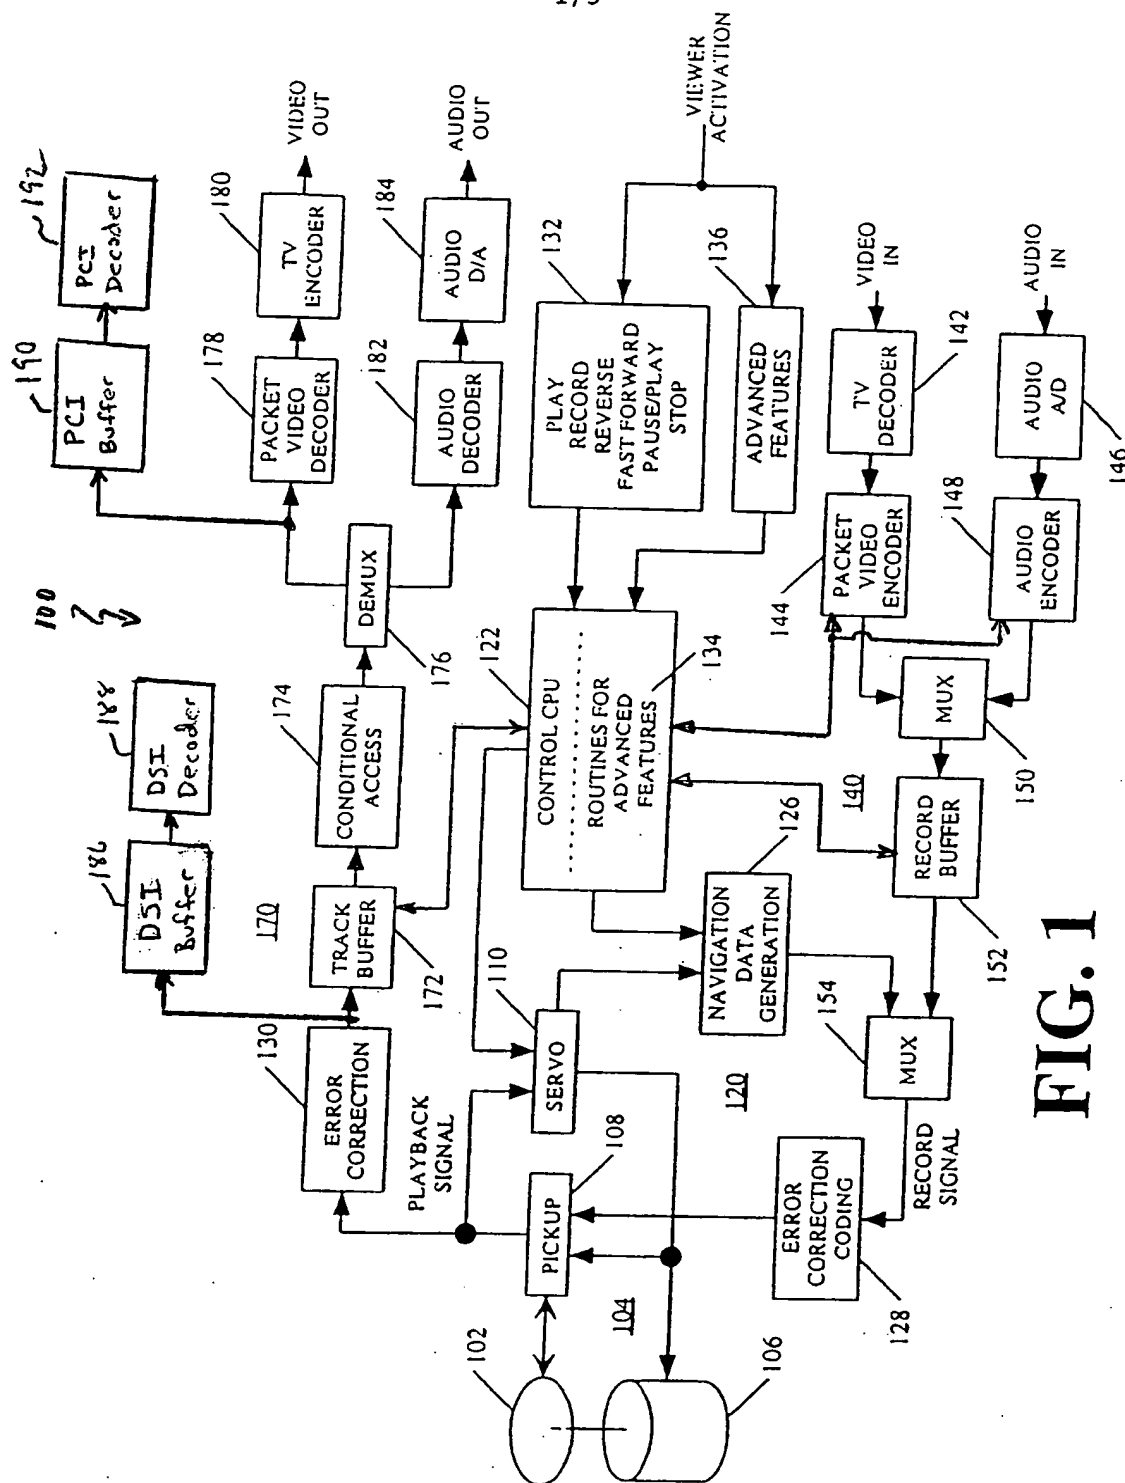 1/3
100
188
DSI
Decoder
186
DSI
Buffer
190
PCI
Buffer
192
PCI
Decoder
130
ERROR
CORRECTION
170
TRACK
BUFFER
172
174
CONDITIONAL
ACCESS
DEMUX
176
178
PACKET
VIDEO
DECODER
180
TV
ENCODER
VIDEO
OUT
182
AUDIO
DECODER
184
AUDIO
D/A
AUDIO
OUT
PLAYBACK
SIGNAL
102
PICKUP
108
104
106
110
SERVO
122
CONTROL CPU
ROUTINES FOR
ADVANCED
FEATURES
134
132
PLAY
RECORD
REVERSE
FAST FORWARD
PAUSE/PLAY
STOP
136
ADVANCED
FEATURES
VIEWER
ACTIVATION
120
126
NAVIGATION
DATA
GENERATION
140
ERROR
CORRECTION
CODING
128
RECORD
SIGNAL
154
MUX
RECORD
BUFFER
152
MUX
150
144
PACKET
VIDEO
ENCODER
TV
DECODER
142
VIDEO
IN
148
AUDIO
ENCODER
AUDIO
A/D
146
AUDIO
IN
FIG. 1